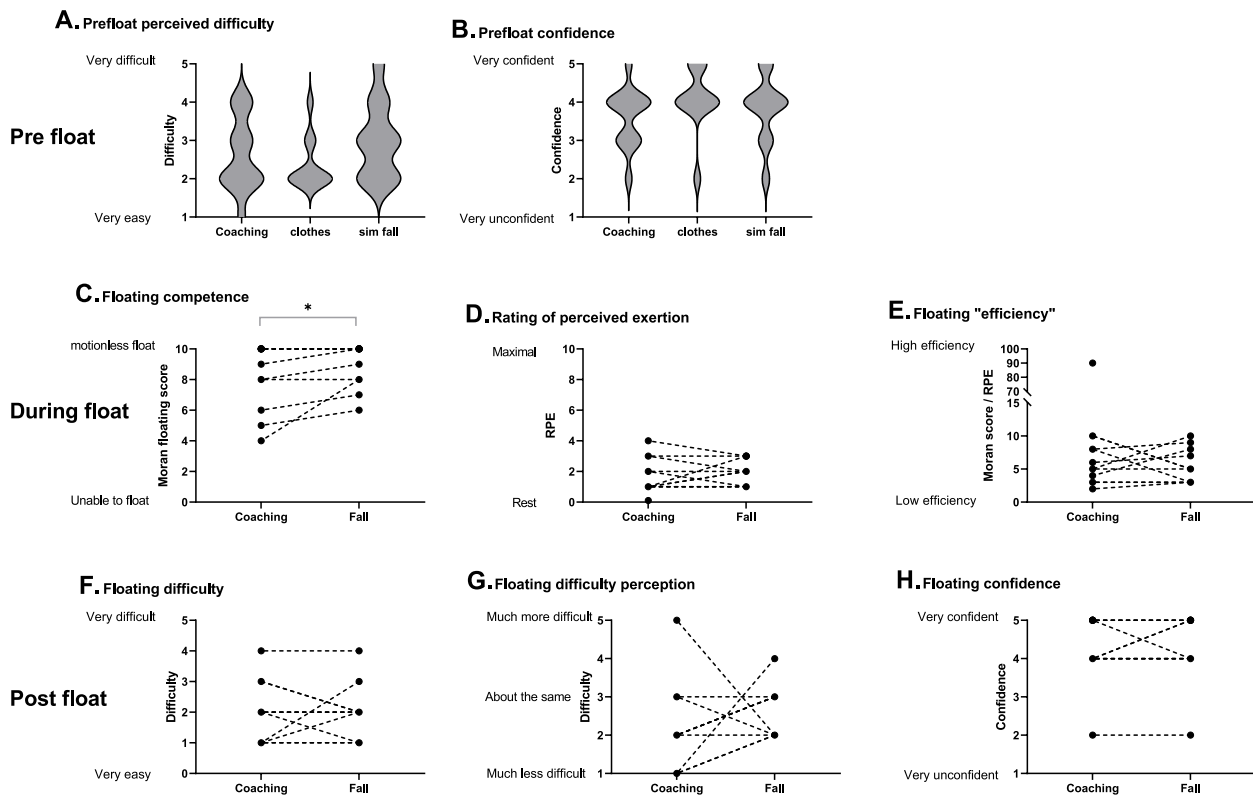 A. Prefloat perceived difficulty
B. Prefloat confidence
Pre float
Very difficult
Very easy
Difficulty
5
4
3
2
1
Coaching clothes sim fall
Very confident
Very unconfident
Confidence
5
4
3
2
1
Coaching clothes sim fall
During float
C. Floating competence
*
motionless float
Unable to float
Moran floating score
10
8
6
4
2
0
Coaching Fall
D. Rating of perceived exertion
Maximal
Rest
RPE
10
8
6
4
2
0
Coaching Fall
E. Floating "efficiency"
High efficiency
Low efficiency
Moran score / RPE
100
90
80
70
15
10
5
0
Coaching Fall
Post float
F. Floating difficulty
Very difficult
Very easy
Difficulty
5
4
3
2
1
0
Coaching Fall
G. Floating difficulty perception
Much more difficult
About the same
Much less difficult
Difficulty
5
4
3
2
1
Coaching Fall
H. Floating confidence
Very confident
Very unconfident
Confidence
5
4
3
2
1
Coaching Fall